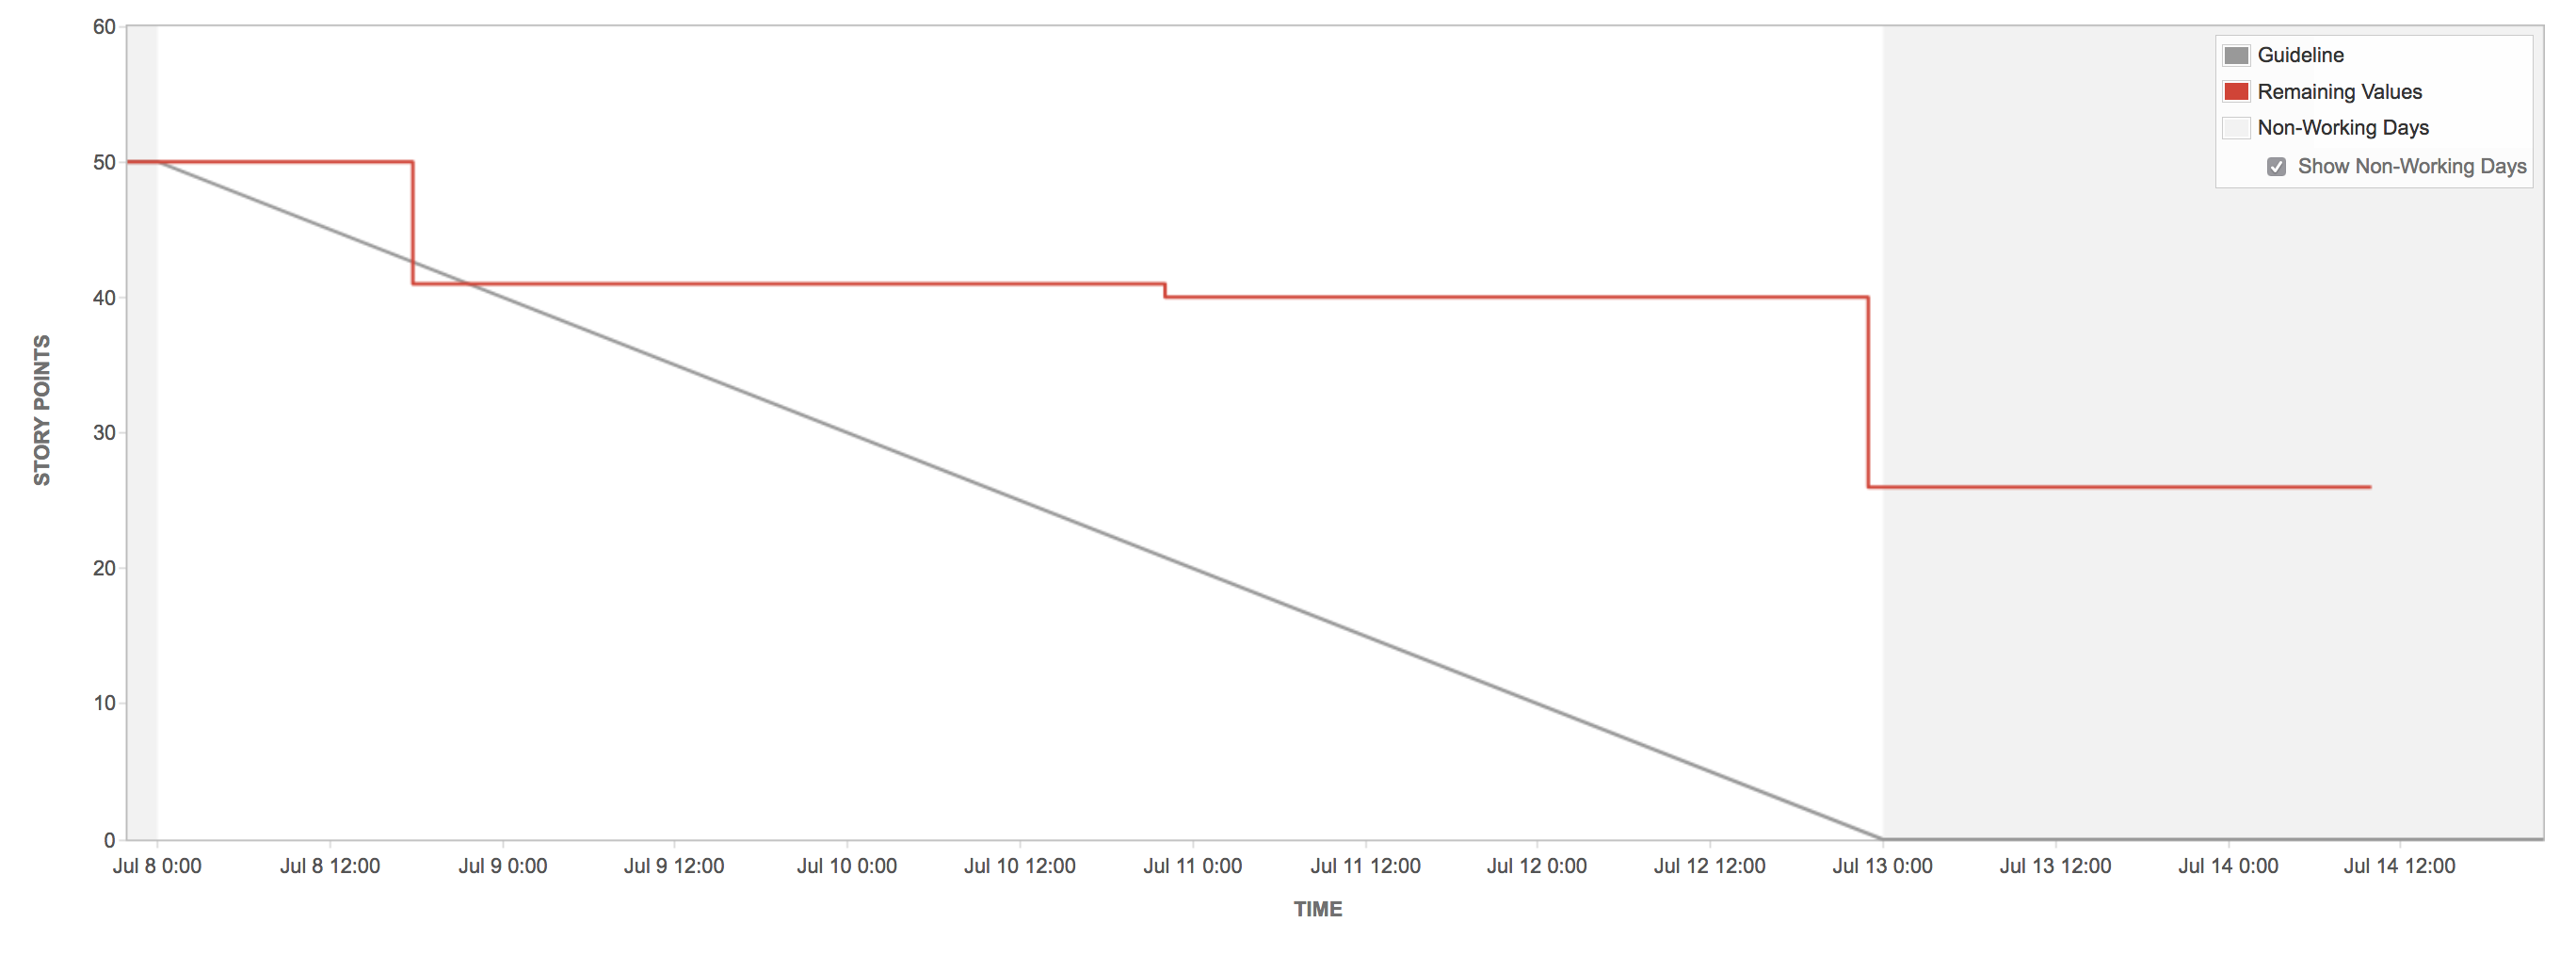 60
50
40
30
20
10
0
STORY POINTS
Guideline
Remaining Values
Non-Working Days
Show Non-Working Days
Jul 8 0:00 Jul 8 12:00 Jul 9 0:00 Jul 9 12:00 Jul 10 0:00 Jul 10 12:00 Jul 11 0:00 Jul 11 12:00 Jul 12 0:00 Jul 12 12:00 Jul 13 0:00 Jul 13 12:00 Jul 14 0:00 Jul 14 12:00
TIME